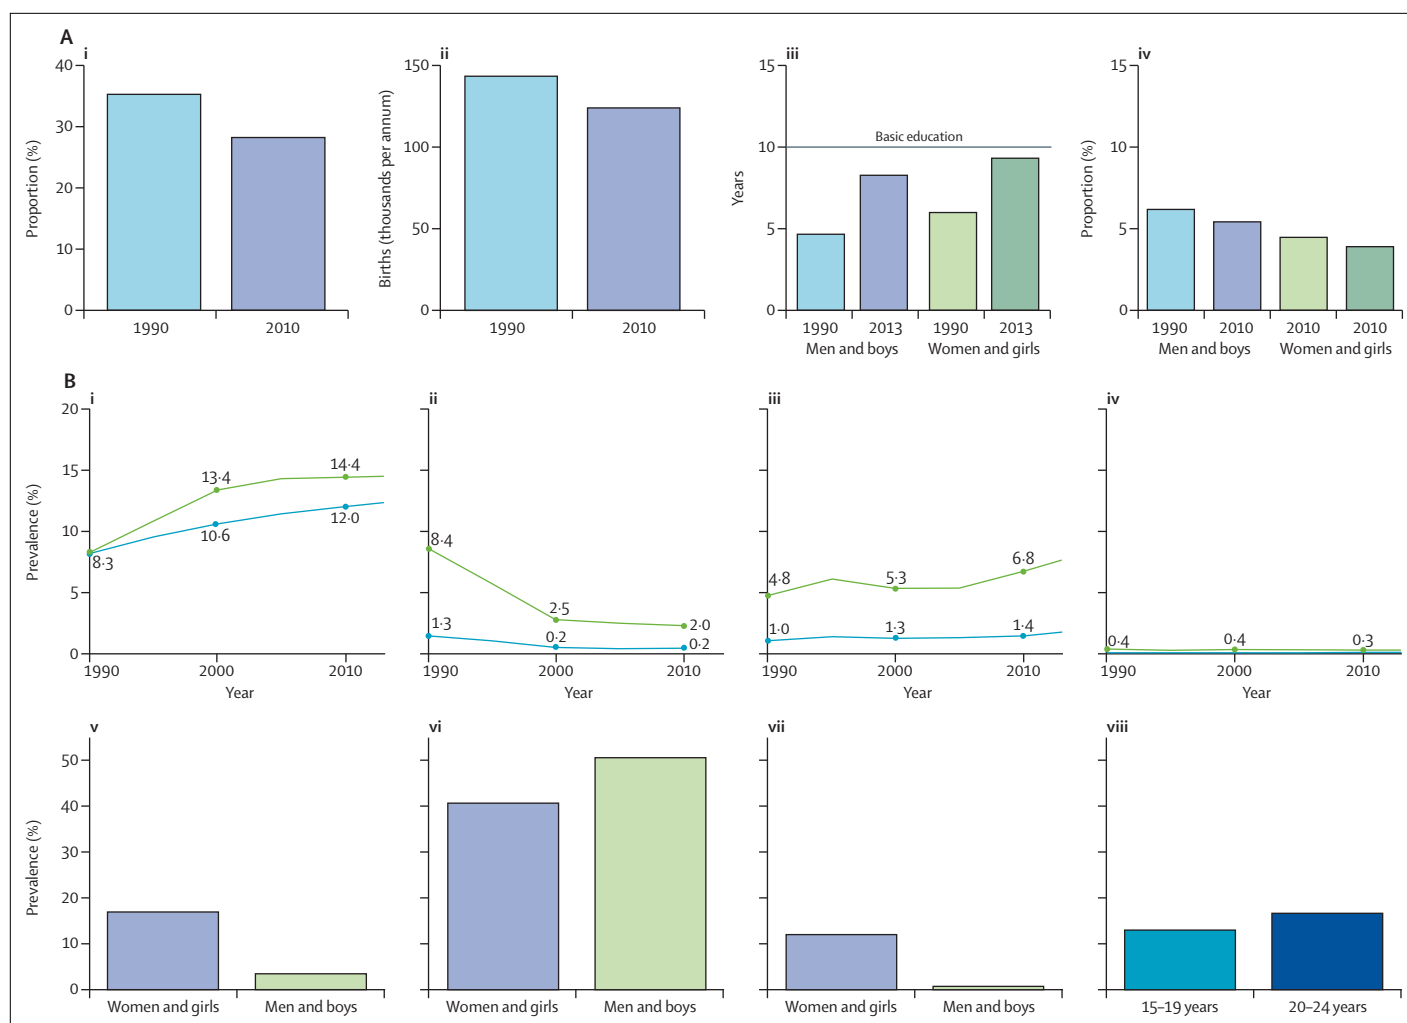 A
i
40
30
20
10
0
Proportion (%)
1990 2010
ii
150
100
50
0
Births (thousands per annum)
1990 2010
iii
15
10
5
0
Years
Basic education
1990 2013 1990 2013
Men and boys Women and girls
iv
15
10
5
0
Proportion (%)
1990 2010 2010 2010
Men and boys Women and girls
B
i
20
15
10
5
0
Prevalence (%)
13·4
14·4
10·6
12·0
8·3
1990 2000 2010
Year
ii
8·4
2·5
2·0
1·3
0·2
0·2
1990 2000 2010
Year
iii
4·8
5·3
6·8
1·0
1·3
1·4
1990 2000 2010
Year
iv
0·4
0·4
0·3
1990 2000 2010
Year
v
50
40
30
20
10
0
Prevalence (%)
Women and girls Men and boys
vi
Women and girls Men and boys
vii
Women and girls Men and boys
viii
15–19 years 20–24 years